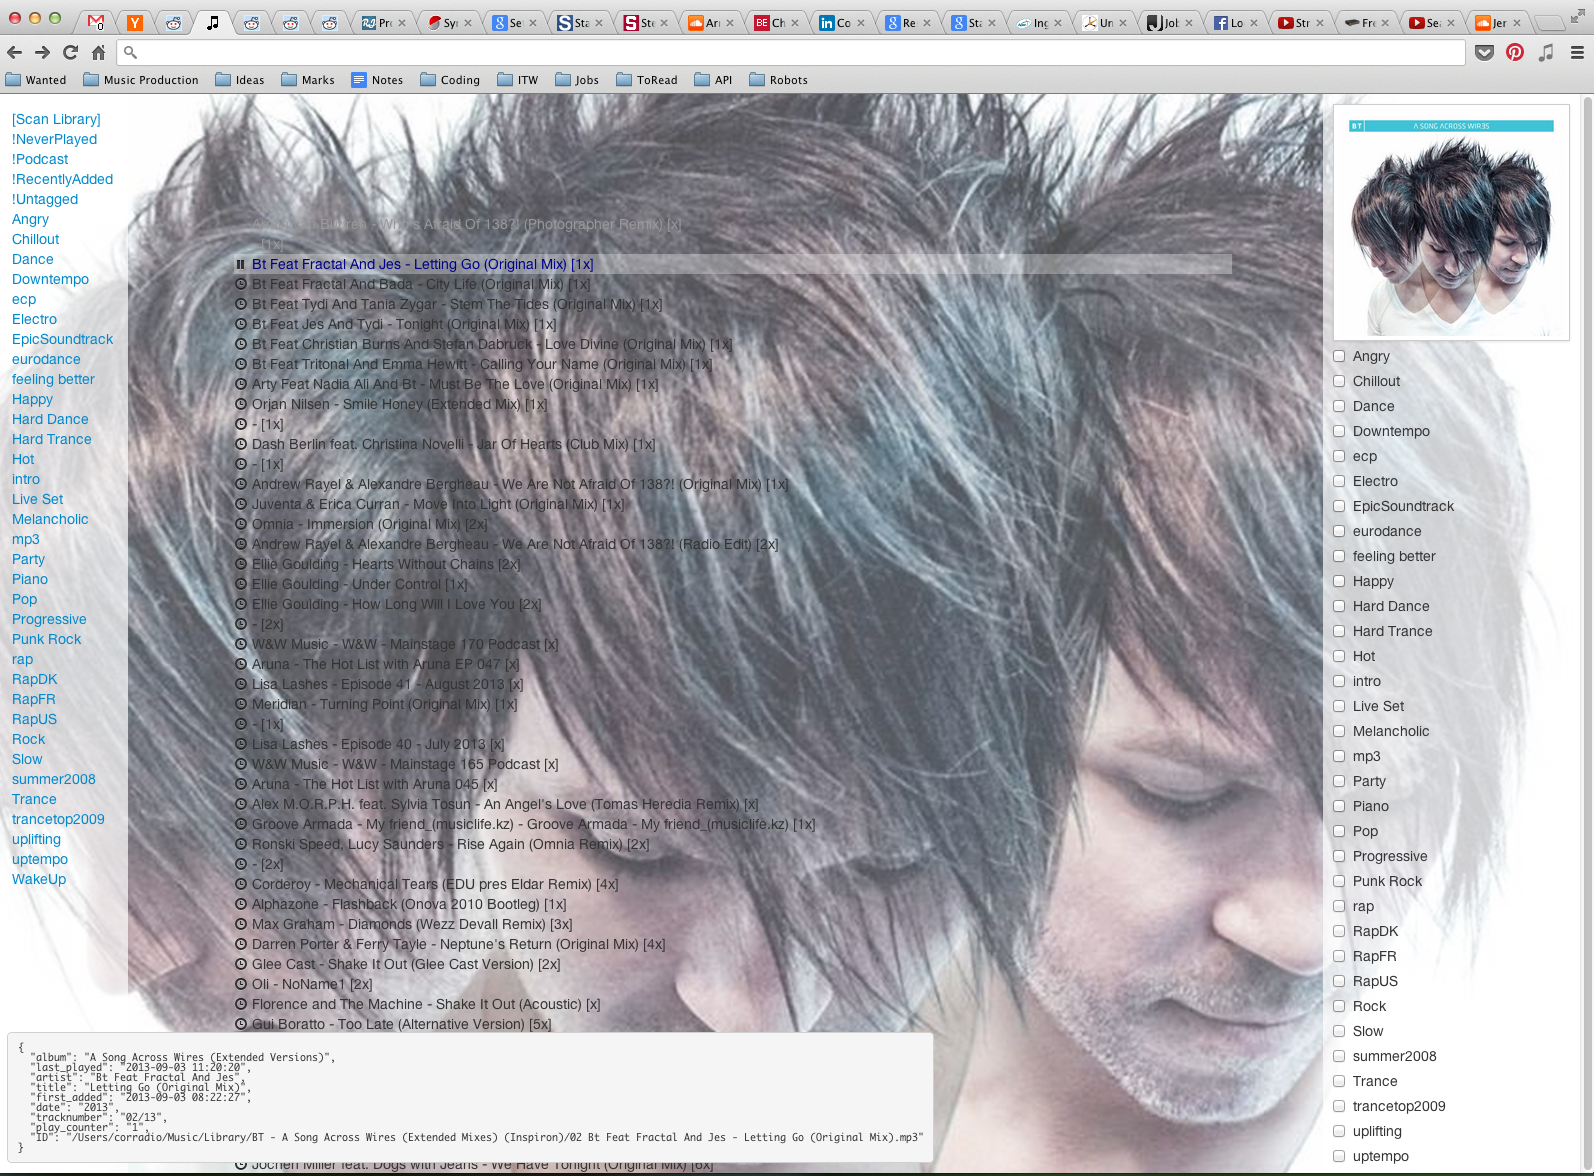 0
Pr
Sy
Se
Sta
Ste
Ar
BE Ch
Co
Re
Sta
Ing
Un
Jol
Lo
Str
Fre
Se
Jer
Wanted
Music Production
Ideas
Marks
Notes
Coding
ITW
Jobs
ToRead
API
Robots
[Scan Library]
!NeverPlayed
!Podcast
!RecentlyAdded
!Untagged
Angry
Chillout
Dance
Downtempo
ecp
Electro
EpicSoundtrack
eurodance
feeling better
Happy
Hard Dance
Hard Trance
Hot
intro
Live Set
Melancholic
mp3
Party
Piano
Pop
Progressive
Punk Rock
rap
RapDK
RapFR
RapUS
Rock
Slow
summer2008
Trance
trancetop2009
uplifting
uptempo
WakeUp
Afraid Of 138?! (Photographer Remix) [x]
[1x]
Bt Feat Fractal And Jes - Letting Go (Original Mix) [1x]
Bt Feat Fractal And Bada - City Life (Original Mix) [1x]
Bt Feat Tydi And Tania Zygar - Stem The Tides (Original Mix) [1x]
Bt Feat Jes And Tydi - Tonight (Original Mix) [1x]
Bt Feat Christian Burns And Stefan Dabruck - Love Divine (Original Mix) [1x]
Bt Feat Tritonal And Emma Hewitt - Calling Your Name (Original Mix) [1x]
Arty Feat Nadia Ali And Bt - Must Be The Love (Original Mix) [1x]
Orjan Nilsen - Smile Honey (Extended Mix) [1x]
- [1x]
Dash Berlin feat. Christina Novelli - Jar Of Hearts (Club Mix) [1x]
- [1x]
Andrew Rayel & Alexandre Bergheau - We Are Not Afraid Of 138?! (Original Mix) [1x]
Juventa & Erica Curran - Move Into Light (Original Mix) [1x]
Omnia - Immersion (Original Mix) [2x]
Andrew Rayel & Alexandre Bergheau - We Are Not Afraid Of 138?! (Radio Edit) [2x]
Ellie Goulding - Hearts Without Chains [2x]
Ellie Goulding - Under Control [1x]
Ellie Goulding - How Long Will I Love You [2x]
- [2x]
W&W Music - W&W - Mainstage 170 Podcast [x]
Aruna - The Hot List with Aruna EP 047 [x]
Lisa Lashes - Episode 41 - August 2013 [x]
Meridian - Turning Point (Original Mix) [1x]
- [1x]
Lisa Lashes - Episode 40 - July 2013 [x]
W&W Music - W&W - Mainstage 165 Podcast [x]
Aruna - The Hot List with Aruna 045 [x]
Alex M.O.R.P.H. feat. Sylvia Tosun - An Angel's Love (Tomas Heredia Remix) [x]
Groove Armada - My friend_(musiclife.kz) - Groove Armada - My friend_(musiclife.kz) [1x]
Ronski Speed, Lucy Saunders - Rise Again (Omnia Remix) [2x]
- [2x]
Corderoy - Mechanical Tears (EDU pres Eldar Remix) [4x]
Alphazone - Flashback (Onova 2010 Bootleg) [1x]
Max Graham - Diamonds (Wezz Devall Remix) [3x]
Darren Porter & Ferry Tayle - Neptune's Return (Original Mix) [4x]
Glee Cast - Shake It Out (Glee Cast Version) [2x]
Oli - NoName1 [2x]
Florence and The Machine - Shake It Out (Acoustic) [x]
Gui Boratto - Too Late (Alternative Version) [5x]
{
"album": "A Song Across Wires (Extended Versions)",
"last_played": "2013-09-03 11:20:20",
"artist": "Bt Feat Fractal And Jes",
"title": "Letting Go (Original Mix)",
"first_added": "2013-09-03 08:22:27",
"date": "2013",
"tracknumber": "02/13",
"play_counter": "1",
"ID": "/Users/corradio/Music/Library/BT - A Song Across Wires (Extended Mixes) (Inspiron)/02 Bt Feat Fractal And Jes - Letting Go (Original Mix).mp3"
}
Jochen Miller feat. Dogs with Jeans - We Have Tonight (Original Mix) [6x]
BT A SONG ACROSS WIRES
Angry
Chillout
Dance
Downtempo
ecp
Electro
EpicSoundtrack
eurodance
feeling better
Happy
Hard Dance
Hard Trance
Hot
intro
Live Set
Melancholic
mp3
Party
Piano
Pop
Progressive
Punk Rock
rap
RapDK
RapFR
RapUS
Rock
Slow
summer2008
Trance
trancetop2009
uplifting
uptempo